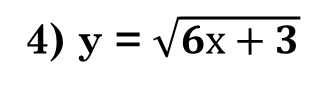 4) y = √6x + 3